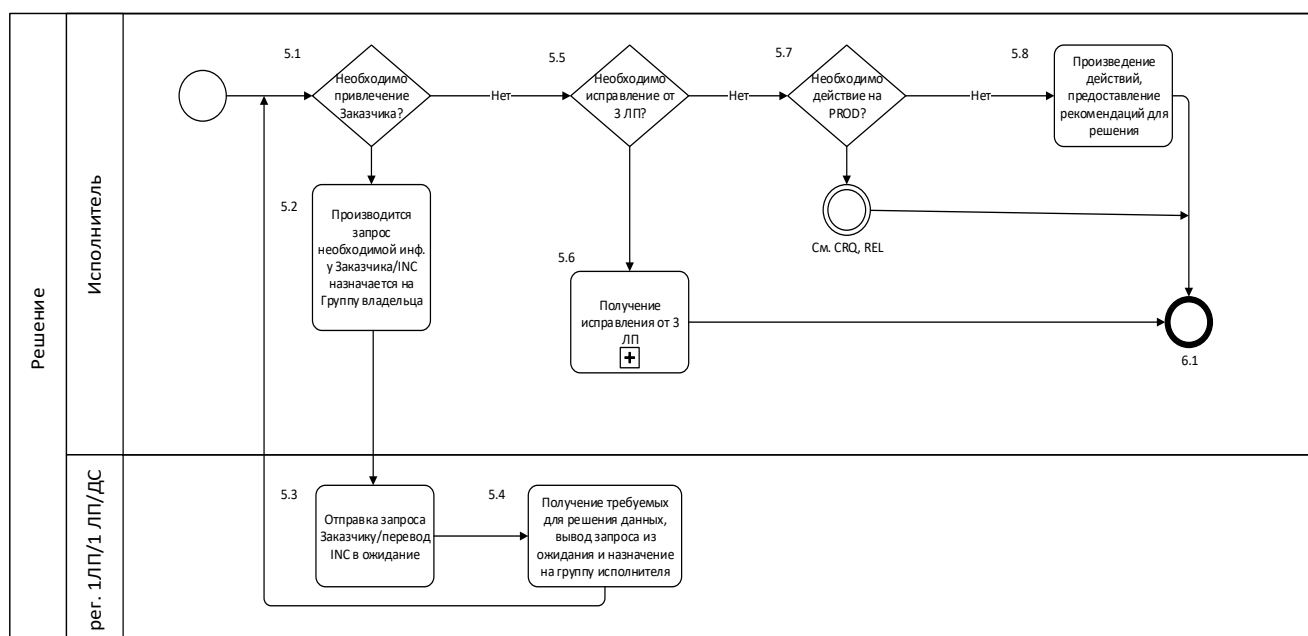 Решение
Исполнитель
5.1
Необходимо
привлечение
Заказчика?
Нет
5.5
Необходимо
исправление от
3 ЛП?
Нет
5.7
Необходимо
действие на
PROD?
Нет
5.8
Произведение
действий,
предоставление
рекомендаций для
решения
5.2
Производится
запрос
необходимой инф.
у Заказчика/INC
назначается на
Группу владельца
См. CRQ, REL
5.6
Получение
исправления от 3
ЛП
6.1
рег. 1ЛП/1 ЛП/ДС
5.3
Отправка запроса
Заказчику/перевод
INC в ожидание
5.4
Получение требуемых
для решения данных,
вывод запроса из
ожидания и назначение
на группу исполнителя